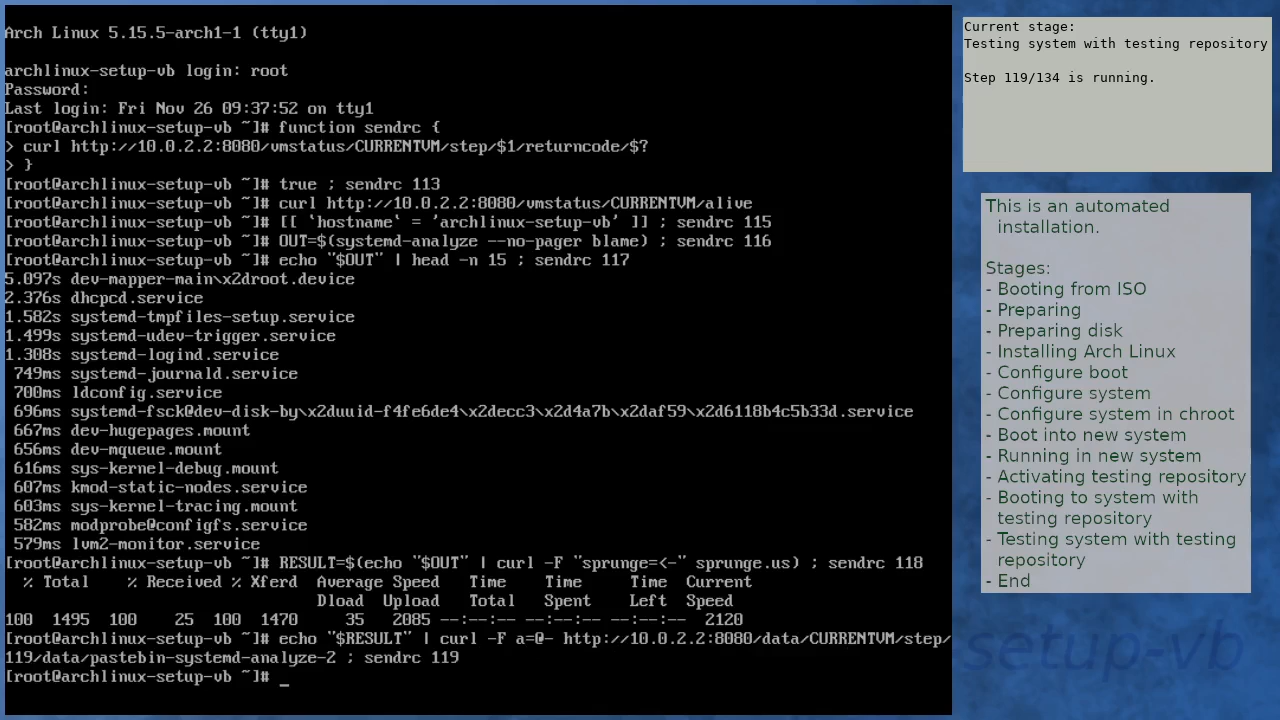 Arch Linux 5.15.5-arch1-1 (tty1)
archlinux-setup-vb login: root
Password:
Last login: Fri Nov 26 09:37:52 on tty1
[root@archlinux-setup-vb ~]# function sendrc {
> curl http://10.0.2.2:8080/vmstatus/CURRENTVM/step/$1/returncode/$?
> }
[root@archlinux-setup-vb ~]# true ; sendrc 113
[root@archlinux-setup-vb ~]# curl http://10.0.2.2:8080/vmstatus/CURRENTVM/alive
[root@archlinux-setup-vb ~]# [[ `hostname` = 'archlinux-setup-vb' ]] ; sendrc 115
[root@archlinux-setup-vb ~]# OUT=$(systemd-analyze --no-pager blame) ; sendrc 116
[root@archlinux-setup-vb ~]# echo "$OUT" | head -n 15 ; sendrc 117
5.097s dev-mapper-main\x2droot.device
2.376s dhcpcd.service
1.582s systemd-tmpfiles-setup.service
1.499s systemd-udev-trigger.service
1.308s systemd-logind.service
749ms systemd-journald.service
700ms ldconfig.service
696ms systemd-fsck@dev-disk-by\x2duuid-f4fe6de4\x2decc3\x2d4a7b\x2daf59\x2d6118b4c5b33d.service
667ms dev-hugepages.mount
656ms dev-mqueue.mount
616ms sys-kernel-debug.mount
607ms kmod-static-nodes.service
603ms sys-kernel-tracing.mount
582ms modprobe@configfs.service
579ms lvm2-monitor.service
[root@archlinux-setup-vb ~]# RESULT=$(echo "$OUT" | curl -F "sprunge=<-" sprunge.us) ; sendrc 118
% Total % Received % Xferd Average Speed Time Time Time Current
Dload Upload Total Spent Left Speed
100 1495 100 25 100 1470 35 2085 --:--:-- --:--:-- --:--:-- 2120
[root@archlinux-setup-vb ~]# echo "$RESULT" | curl -F a=@- http://10.0.2.2:8080/data/CURRENTVM/step/
119/data/pastebin-systemd-analyze-2 ; sendrc 119
[root@archlinux-setup-vb ~]# _
Current stage:
Testing system with testing repository
Step 119/134 is running.
This is an automated
installation.
Stages:
- Booting from ISO
- Preparing
- Preparing disk
- Installing Arch Linux
- Configure boot
- Configure system
- Configure system in chroot
- Boot into new system
- Running in new system
- Activating testing repository
- Booting to system with
testing repository
- Testing system with testing
repository
- End
setup-vb